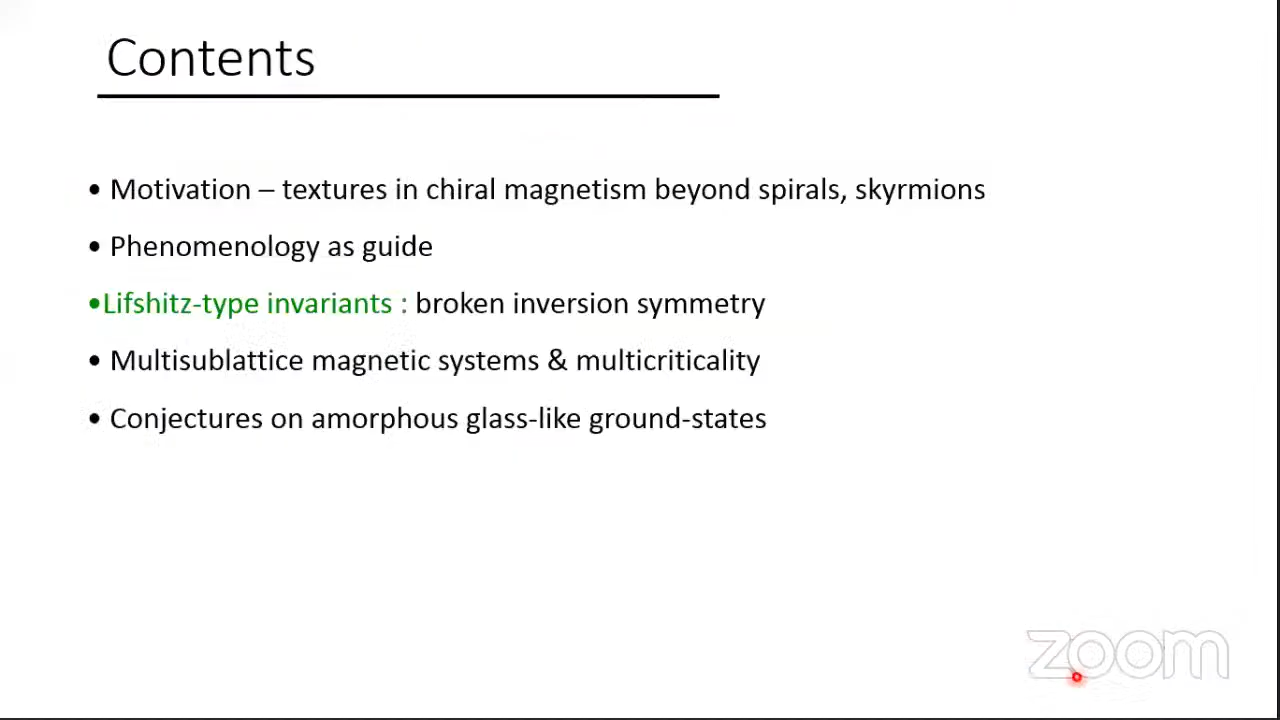 Contents
• Motivation – textures in chiral magnetism beyond spirals, skyrmions
• Phenomenology as guide
•Lifshitz-type invariants : broken inversion symmetry
• Multisublattice magnetic systems & multicriticality
• Conjectures on amorphous glass-like ground-states
zoom